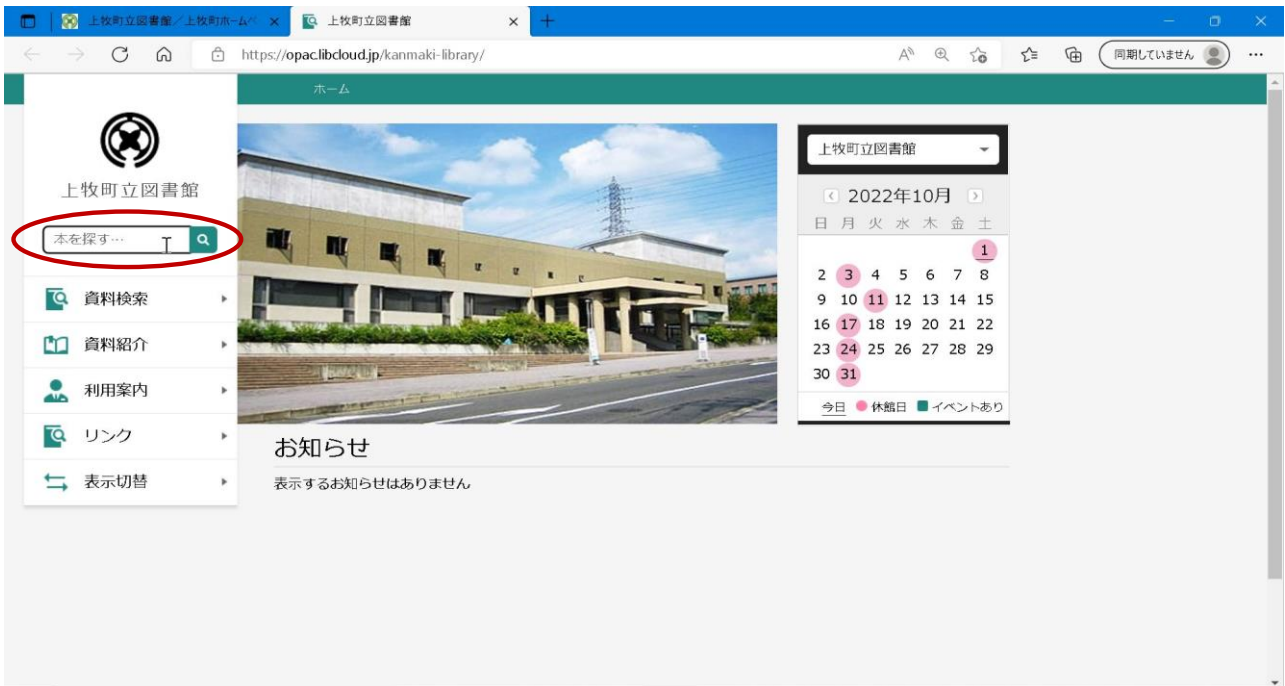 上牧町立図書館／上牧町ホームペ
上牧町立図書館
https://opac.libcloud.jp/kanmaki-library/
同期していません
ホーム
上牧町立図書館
本を探す…
資料検索
資料紹介
利用案内
リンク
表示切替
上牧町立図書館
2022年10月
日 月 火 水 木 金 土
1
2 3 4 5 6 7 8
9 10 11 12 13 14 15
16 17 18 19 20 21 22
23 24 25 26 27 28 29
30 31
今日 休館日 イベントあり
お知らせ
表示するお知らせはありません